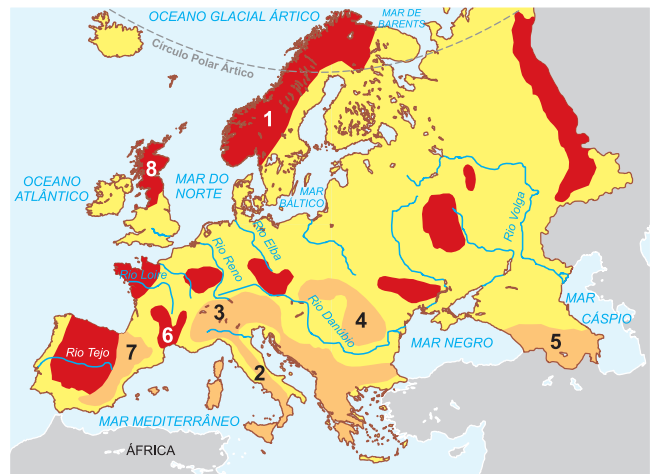 OCEANO GLACIAL ÁRTICO
MAR DE
BARENTS
Círculo Polar Ártico
1
8
OCEANO
ATLÂNTICO
MAR DO
NORTE
MAR
BÁLTICO
Rio Volga
Rio Elba
Rio Reno
Rio Loire
Rio Danúbio
MAR
CÁSPIO
3
4
6
5
7
Rio Tejo
2
MAR NEGRO
MAR MEDITERRÂNEO
ÁFRICA